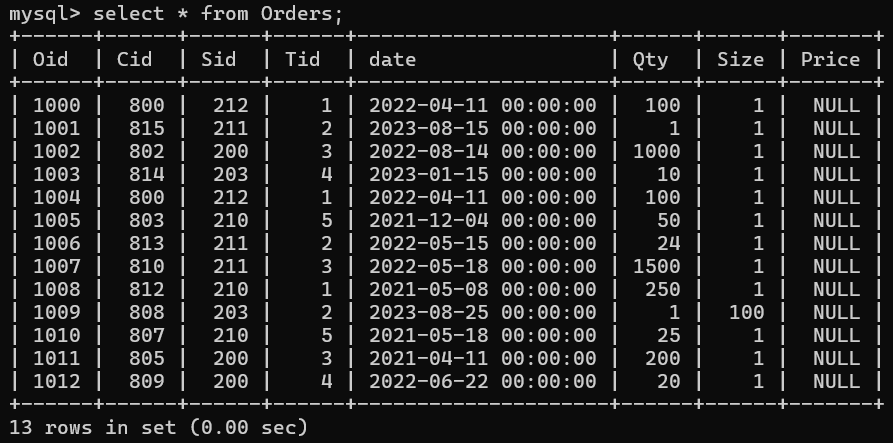 mysql> select * from Orders;
+------+------+------+------+---------------------+------+------+-------+
| Oid  | Cid  | Sid  | Tid  | date                | Qty  | Size | Price |
+------+------+------+------+---------------------+------+------+-------+
| 1000 |  800 |  212 |    1 | 2022-04-11 00:00:00 |  100 |    1 |  NULL |
| 1001 |  815 |  211 |    2 | 2023-08-15 00:00:00 |    1 |    1 |  NULL |
| 1002 |  802 |  200 |    3 | 2022-08-14 00:00:00 | 1000 |    1 |  NULL |
| 1003 |  814 |  203 |    4 | 2023-01-15 00:00:00 |   10 |    1 |  NULL |
| 1004 |  800 |  212 |    1 | 2022-04-11 00:00:00 |  100 |    1 |  NULL |
| 1005 |  803 |  210 |    5 | 2021-12-04 00:00:00 |   50 |    1 |  NULL |
| 1006 |  813 |  211 |    2 | 2022-05-15 00:00:00 |   24 |    1 |  NULL |
| 1007 |  810 |  211 |    3 | 2022-05-18 00:00:00 | 1500 |    1 |  NULL |
| 1008 |  812 |  210 |    1 | 2021-05-08 00:00:00 |  250 |    1 |  NULL |
| 1009 |  808 |  203 |    2 | 2023-08-25 00:00:00 |    1 |  100 |  NULL |
| 1010 |  807 |  210 |    5 | 2021-05-18 00:00:00 |   25 |    1 |  NULL |
| 1011 |  805 |  200 |    3 | 2021-04-11 00:00:00 |  200 |    1 |  NULL |
| 1012 |  809 |  200 |    4 | 2022-06-22 00:00:00 |   20 |    1 |  NULL |
+------+------+------+------+---------------------+------+------+-------+
13 rows in set (0.00 sec)